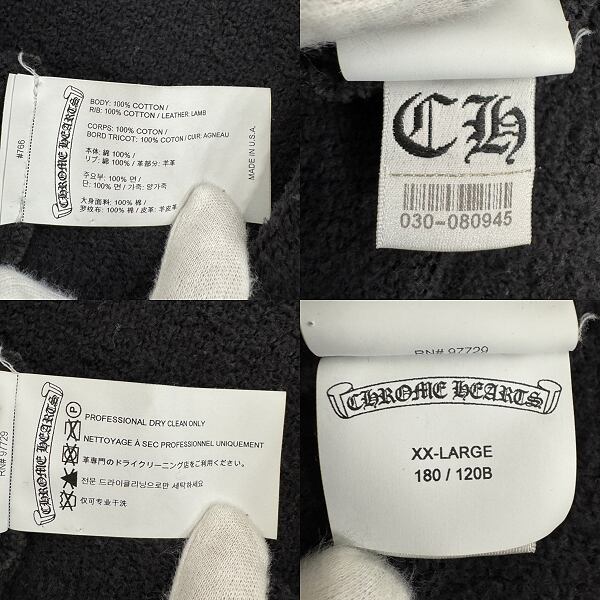 #766
CHROME HEARTS
BODY: 100% COTTON /
RIB: 100% COTTON / LEATHER: LAMB
CORPS: 100% COTON /
BORD TRICOT: 100% COTON / CUIR: AGNEAU
本体: 綿 100% /
リブ: 綿 100% / 革部分: 羊革
주요부: 100% 면 /
단: 100% 면 / 가죽: 양가죽
大身面料: 100% 棉 /
罗纹布: 100% 棉 / 皮革: 羊皮革
MADE IN U.S.A.
CH
030-080945
RN# 97729
CHROME HEARTS
P
PROFESSIONAL DRY CLEAN ONLY
NETTOYAGE À SEC PROFESSIONNEL UNIQUEMENT
革専門のドライクリーニング店をご利用ください。
전문 드라이클리닝으로만 세탁하세요
仅可专业干洗
RN# 97729
CHROME HEARTS
XX-LARGE
180 / 120B